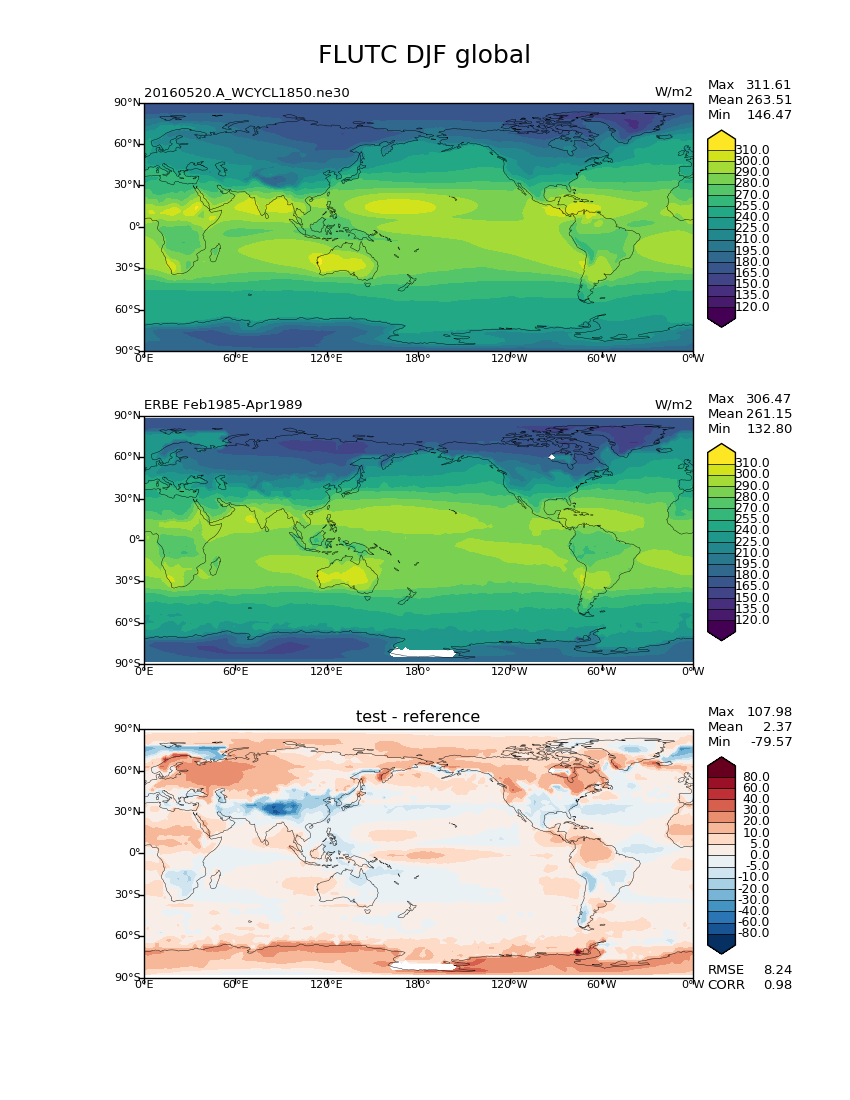 FLUTC DJF global
20160520.A_WCYCL1850.ne30 W/m2
Max 311.61
Mean 263.51
Min 146.47
90°N
60°N
30°N
0°
30°S
60°S
90°S
0°E 60°E 120°E 180° 120°W 60°W 0°W
310.0
300.0
290.0
280.0
270.0
255.0
240.0
225.0
210.0
195.0
180.0
165.0
150.0
135.0
120.0
ERBE Feb1985-Apr1989 W/m2
Max 306.47
Mean 261.15
Min 132.80
90°N
60°N
30°N
0°
30°S
60°S
90°S
0°E 60°E 120°E 180° 120°W 60°W 0°W
310.0
300.0
290.0
280.0
270.0
255.0
240.0
225.0
210.0
195.0
180.0
165.0
150.0
135.0
120.0
test - reference
Max 107.98
Mean 2.37
Min -79.57
90°N
60°N
30°N
0°
30°S
60°S
90°S
0°E 60°E 120°E 180° 120°W 60°W 0°W
80.0
60.0
40.0
30.0
20.0
10.0
5.0
0.0
-5.0
-10.0
-20.0
-30.0
-40.0
-60.0
-80.0
RMSE 8.24
CORR 0.98